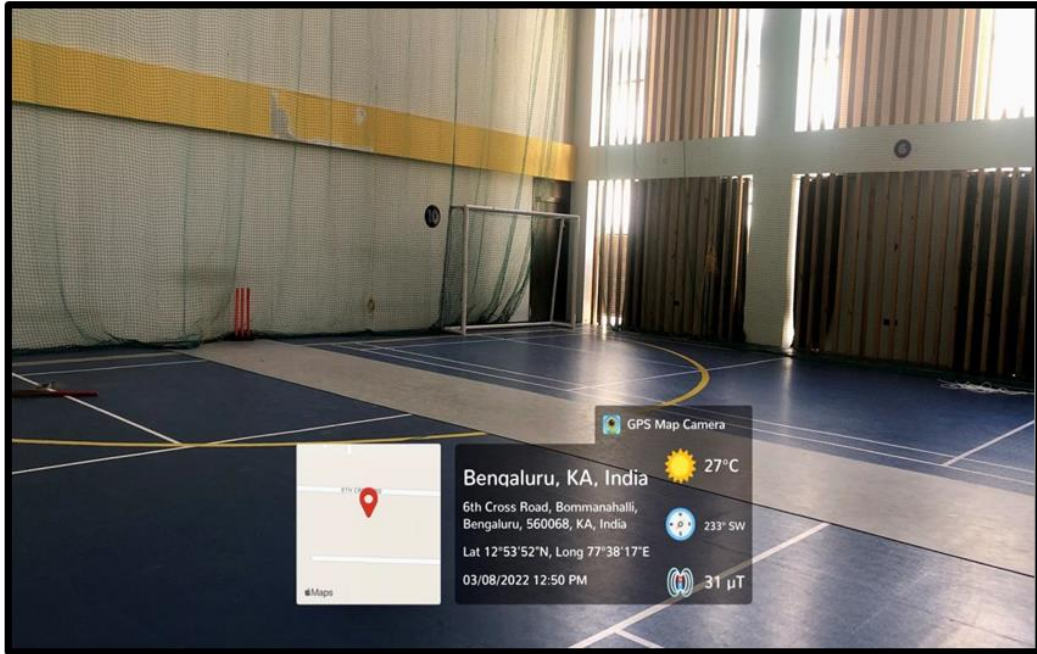 10
6
GPS Map Camera
Bengaluru, KA, India
6th Cross Road, Bommanahalli,
Bengaluru, 560068, KA, India
Lat 12°53'52"N, Long 77°38'17"E
03/08/2022 12:50 PM
27°C
233° SW
31 µT
Maps